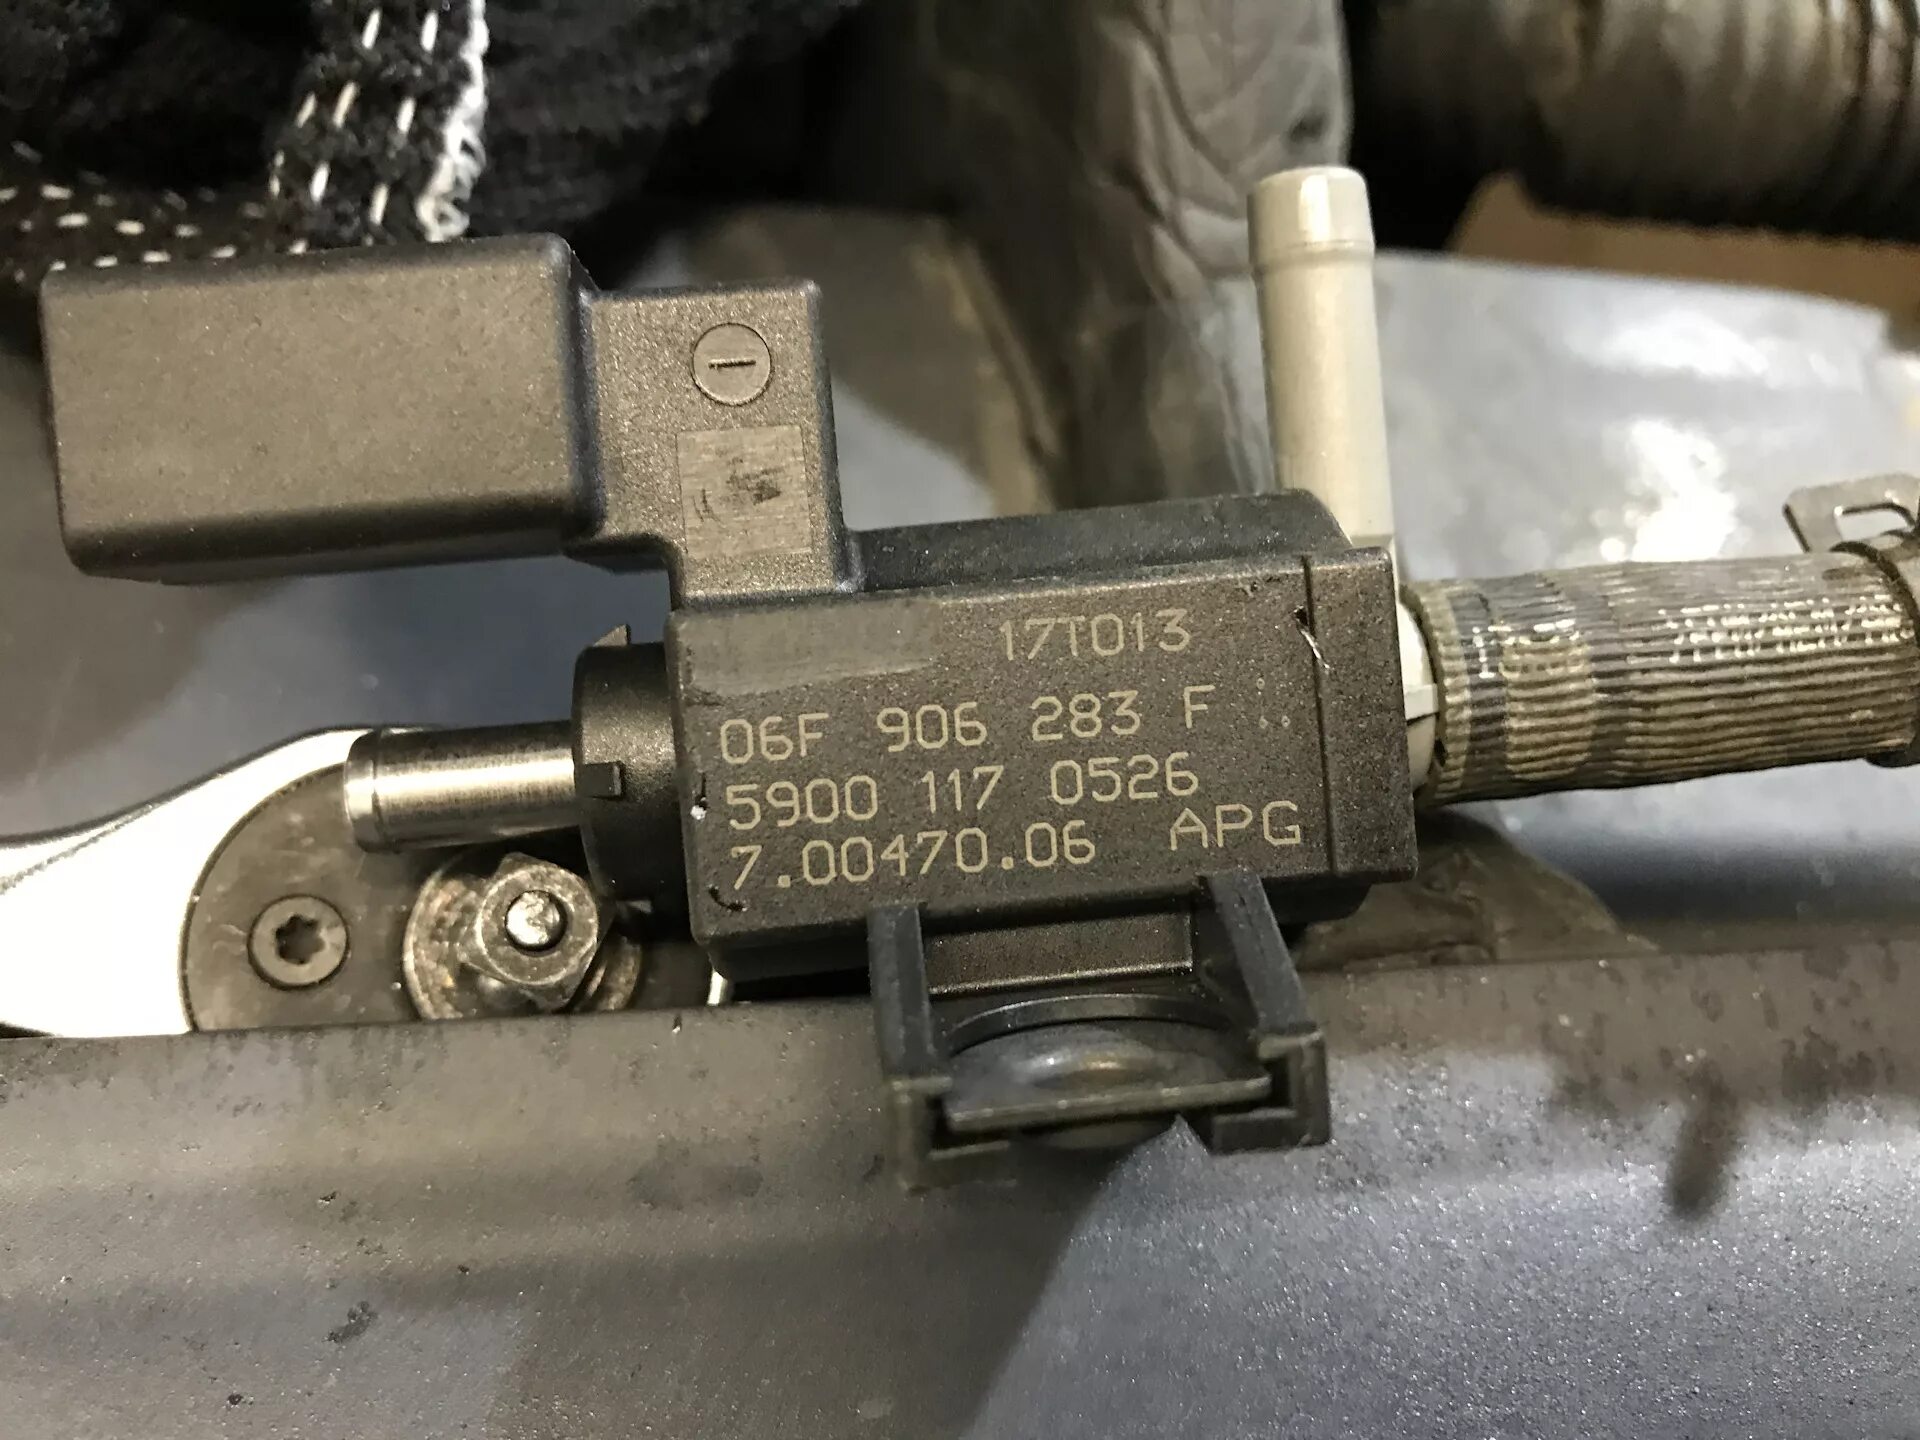 17T013
06F 906 283 F
5900 117 0526
7.00470.06 APG